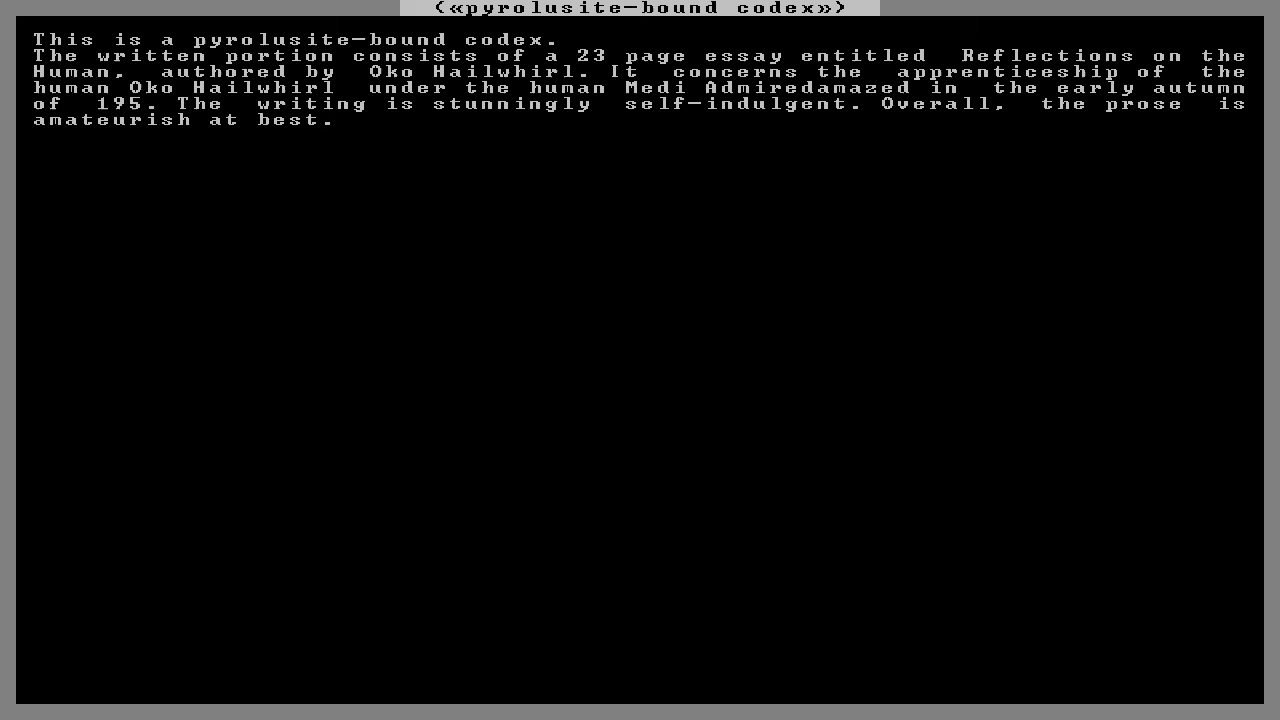 («pyrolusite-bound codex»)
This is a pyrolusite-bound codex.
The written portion consists of a 23 page essay entitled Reflections on the
Human, authored by Oko Hailwhirl. It concerns the apprenticeship of the
human Oko Hailwhirl under the human Medi Admiredamazed in the early autumn
of 195. The writing is stunningly self-indulgent. Overall, the prose is
amateurish at best.